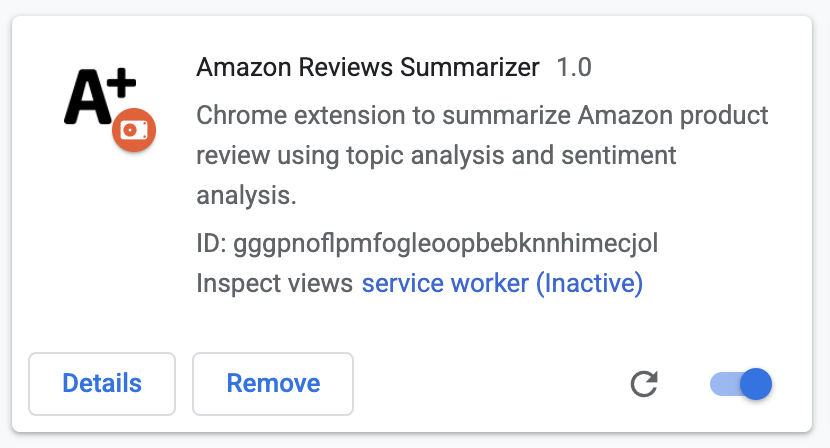 A+
Amazon Reviews Summarizer 1.0
Chrome extension to summarize Amazon product
review using topic analysis and sentiment
analysis.
ID: gggpnoflpmfogleoopbebknnhimecjol
Inspect views service worker (Inactive)
Details Remove